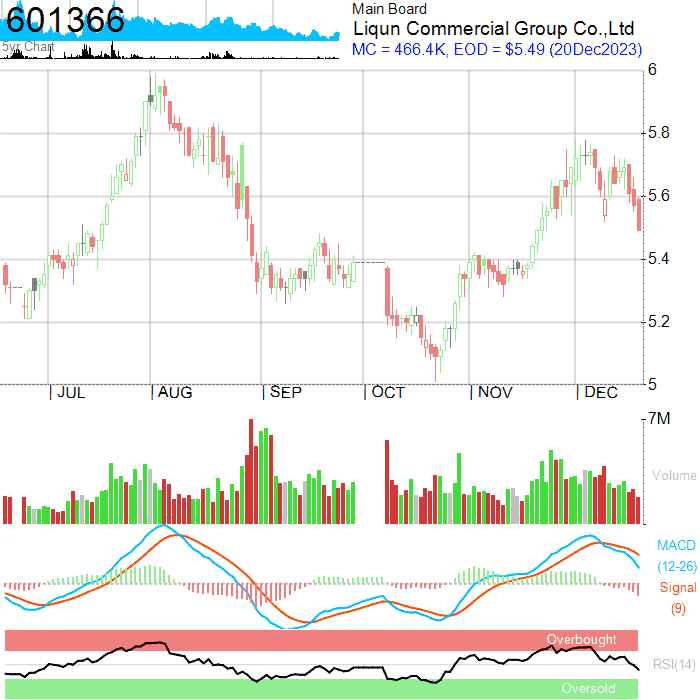 601366
5yr Chart
Main Board
Liqun Commercial Group Co.,Ltd
MC = 466.4K, EOD = $5.49 (20Dec2023)
6
5.8
5.6
5.4
5.2
5
JUL AUG SEP OCT NOV DEC
7M
Volume
MACD
(12-26)
Signal
(9)
Overbought
RSI(14)
Oversold